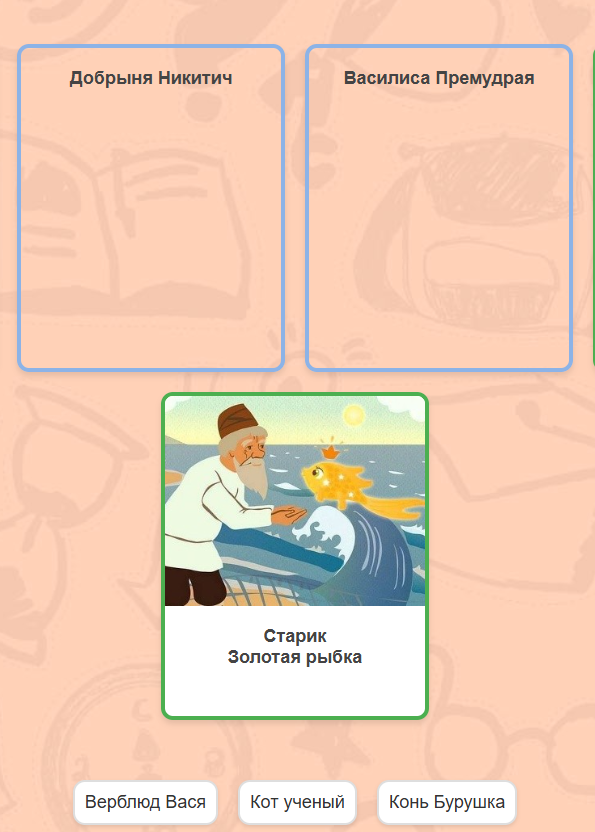 Добрыня Никитич
Василиса Премудрая
Старик
Золотая рыбка
Верблюд Вася
Кот ученый
Конь Бурушка